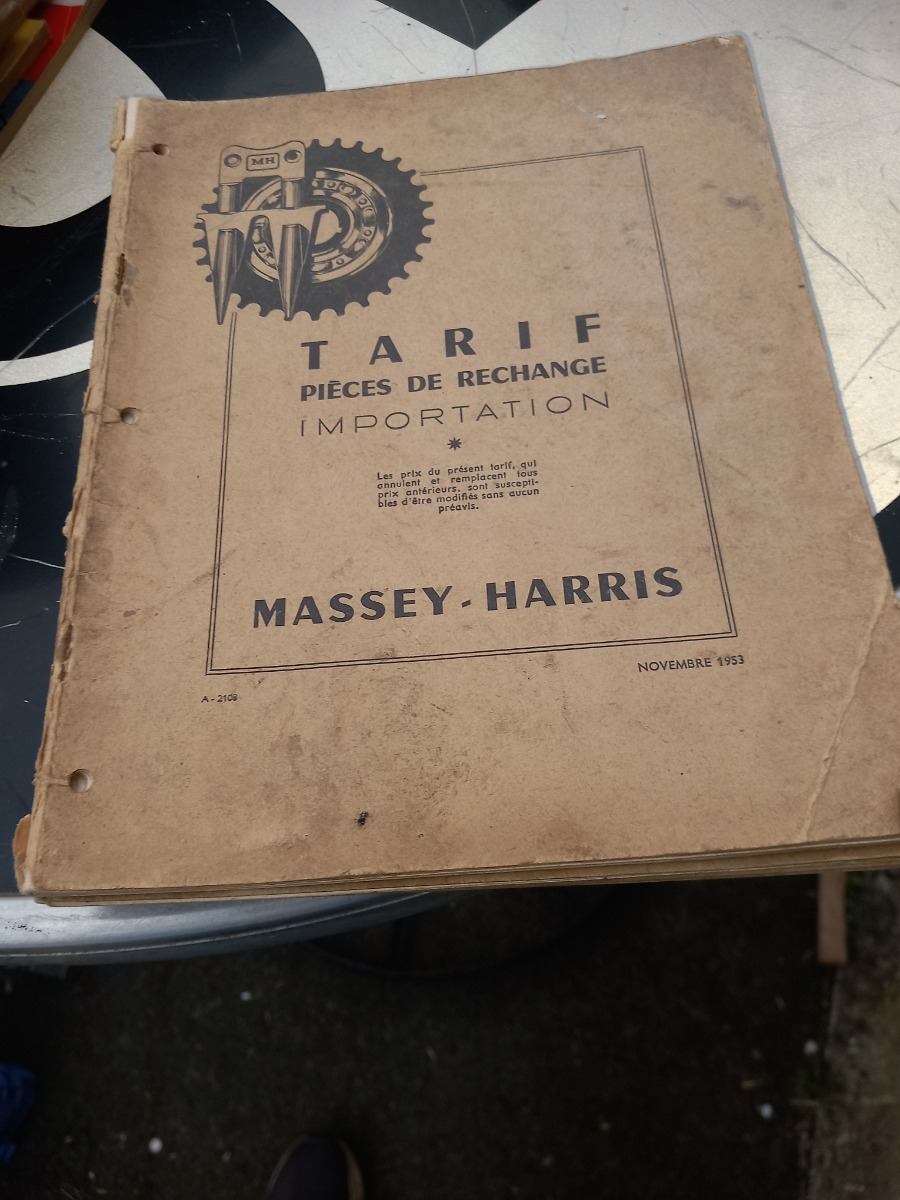 MH
TARIF
PIÈCES DE RECHANGE
IMPORTATION
Les prix du présent tarif, qui
annulent et remplacent tous
prix antérieurs, sont suscepti-
bles d'être modifiés sans aucun
préavis.
MASSEY-HARRIS
NOVEMBRE 1953